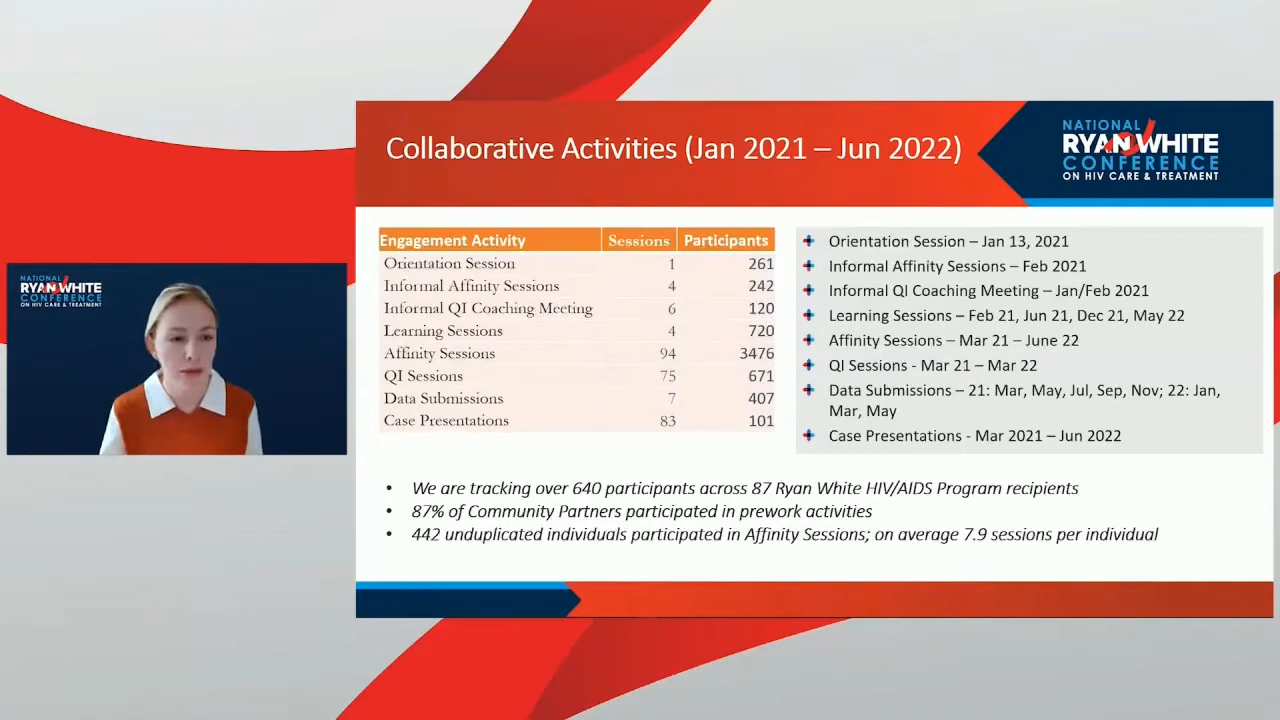 Collaborative Activities (Jan 2021 – Jun 2022)
NATIONAL
RYAN WHITE
CONFERENCE
ON HIV CARE & TREATMENT
Engagement Activity Sessions Participants
Orientation Session 1 261
Informal Affinity Sessions 4 242
Informal QI Coaching Meeting 6 120
Learning Sessions 4 720
Affinity Sessions 94 3476
QI Sessions 75 671
Data Submissions 7 407
Case Presentations 83 101
Orientation Session – Jan 13, 2021
Informal Affinity Sessions – Feb 2021
Informal QI Coaching Meeting – Jan/Feb 2021
Learning Sessions – Feb 21, Jun 21, Dec 21, May 22
Affinity Sessions – Mar 21 – June 22
QI Sessions - Mar 21 – Mar 22
Data Submissions – 21: Mar, May, Jul, Sep, Nov; 22: Jan,
Mar, May
Case Presentations - Mar 2021 – Jun 2022
• We are tracking over 640 participants across 87 Ryan White HIV/AIDS Program recipients
• 87% of Community Partners participated in prework activities
• 442 unduplicated individuals participated in Affinity Sessions; on average 7.9 sessions per individual
NATIONAL
RYAN WHITE
CONFERENCE
ON HIV CARE & TREATMENT